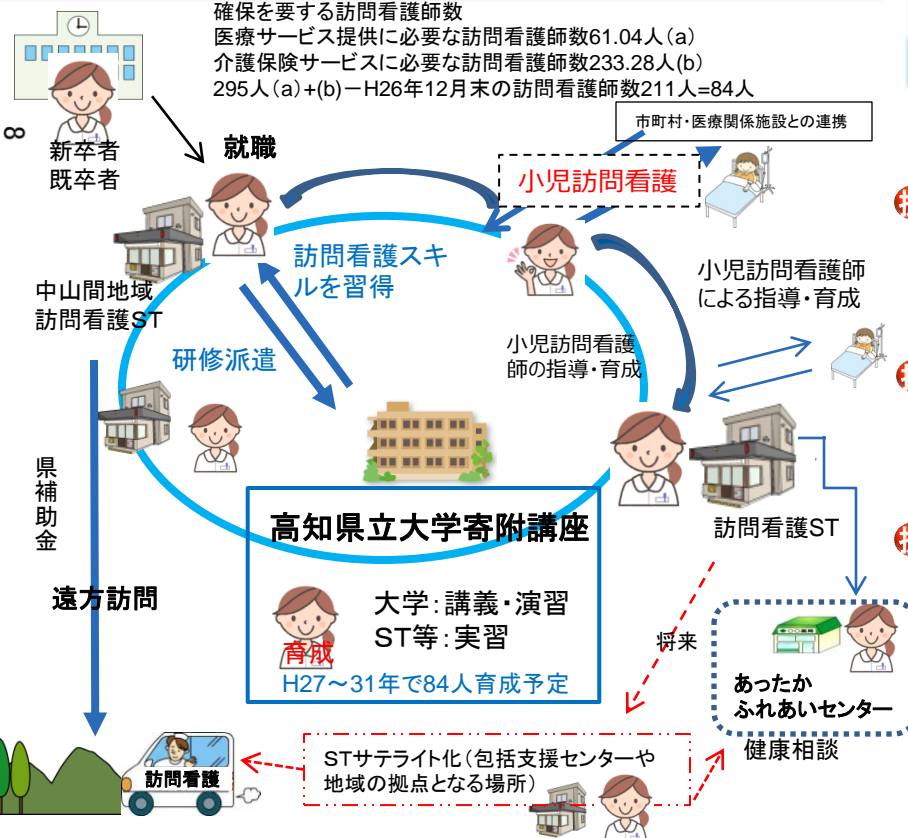 確保を要する訪問看護師数
医療サービス提供に必要な訪問看護師数61.04人(a)
介護保険サービスに必要な訪問看護師数233.28人(b)
295人(a)+(b)－H26年12月末の訪問看護師数211人=84人
市町村・医療関係施設との連携
8
新卒者
既卒者
就職
小児訪問看護
訪問看護スキ
ルを習得
中山間地域
訪問看護ST
小児訪問看護師
による指導・育成
研修派遣
小児訪問看護
師の指導・育成
県補助金
高知県立大学寄附講座
訪問看護ST
遠方訪問
大学：講義・演習
ST等：実習
育成
H27～31年で84人育成予定
将来
あったか
ふれあいセンター
健康相談
STサテライト化（包括支援センターや
地域の拠点となる場所）
訪問看護